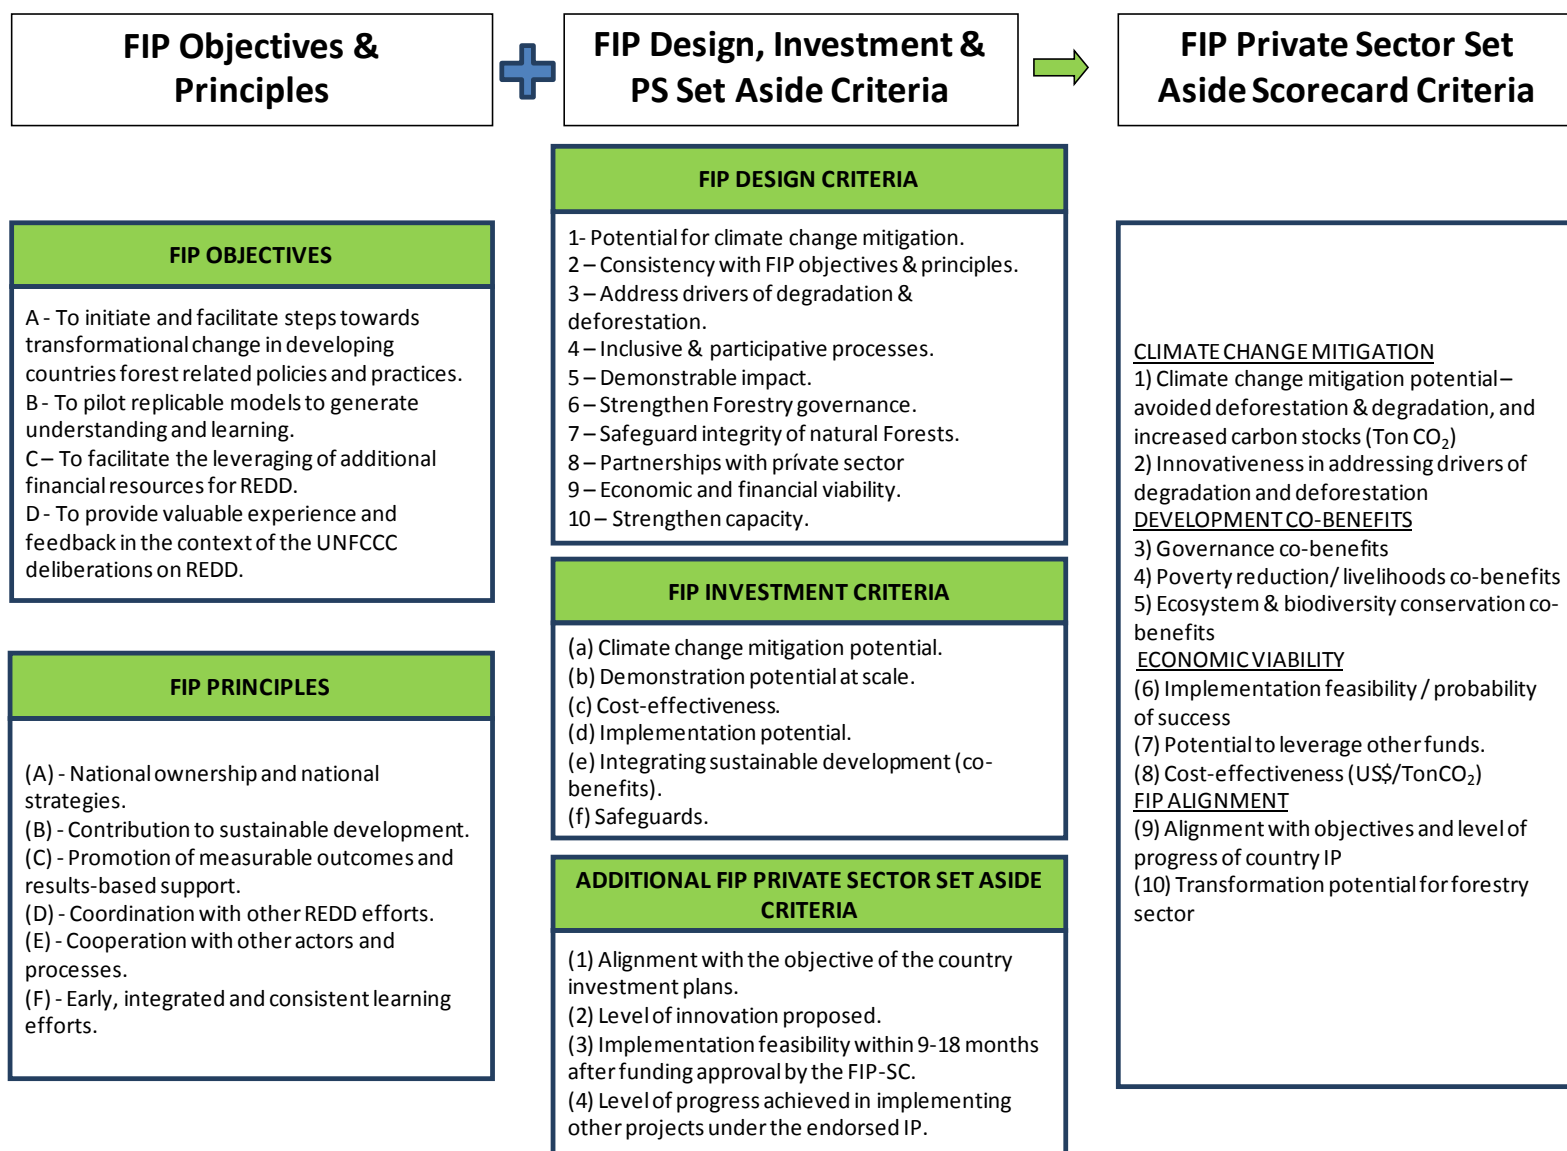 FIP Objectives &
Principles
FIP Design, Investment &
PS Set Aside Criteria
FIP Private Sector Set
Aside Scorecard Criteria
FIP OBJECTIVES
A - To initiate and facilitate steps towards
transformational change in developing
countries forest related policies and practices.
B - To pilot replicable models to generate
understanding and learning.
C – To facilitate the leveraging of additional
financial resources for REDD.
D - To provide valuable experience and
feedback in the context of the UNFCCC
deliberations on REDD.
FIP PRINCIPLES
(A) - National ownership and national
strategies.
(B) - Contribution to sustainable development.
(C) - Promotion of measurable outcomes and
results-based support.
(D) - Coordination with other REDD efforts.
(E) - Cooperation with other actors and
processes.
(F) - Early, integrated and consistent learning
efforts.
FIP DESIGN CRITERIA
1- Potential for climate change mitigation.
2 – Consistency with FIP objectives & principles.
3 – Address drivers of degradation &
deforestation.
4 – Inclusive & participative processes.
5 – Demonstrable impact.
6 – Strengthen Forestry governance.
7 – Safeguard integrity of natural Forests.
8 – Partnerships with prívate sector
9 – Economic and financial viability.
10 – Strengthen capacity.
FIP INVESTMENT CRITERIA
(a) Climate change mitigation potential.
(b) Demonstration potential at scale.
(c) Cost-effectiveness.
(d) Implementation potential.
(e) Integrating sustainable development (co-
benefits).
(f) Safeguards.
ADDITIONAL FIP PRIVATE SECTOR SET ASIDE
CRITERIA
(1) Alignment with the objective of the country
investment plans.
(2) Level of innovation proposed.
(3) Implementation feasibility within 9-18 months
after funding approval by the FIP-SC.
(4) Level of progress achieved in implementing
other projects under the endorsed IP.
CLIMATE CHANGE MITIGATION
1) Climate change mitigation potential –
avoided deforestation & degradation, and
increased carbon stocks (Ton CO₂)
2) Innovativeness in addressing drivers of
degradation and deforestation
DEVELOPMENT CO-BENEFITS
3) Governance co-benefits
4) Poverty reduction/ livelihoods co-benefits
5) Ecosystem & biodiversity conservation co-
benefits
ECONOMIC VIABILITY
(6) Implementation feasibility / probability
of success
(7) Potential to leverage other funds.
(8) Cost-effectiveness (US$/TonCO₂)
FIP ALIGNMENT
(9) Alignment with objectives and level of
progress of country IP
(10) Transformation potential for forestry
sector